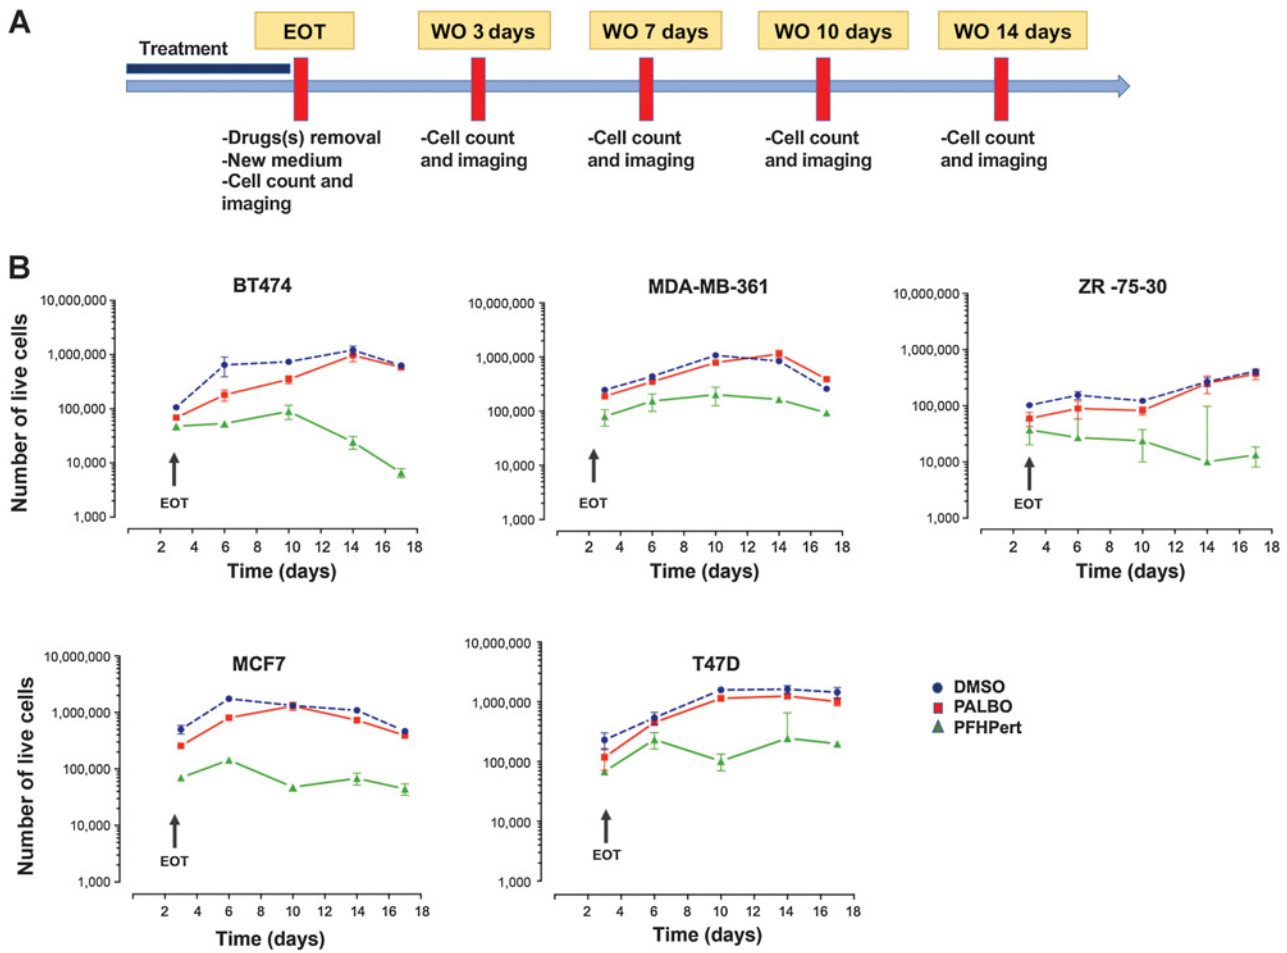 A
Treatment
EOT
WO 3 days
WO 7 days
WO 10 days
WO 14 days
-Drugs(s) removal
-New medium
-Cell count and
imaging
-Cell count
and imaging
-Cell count
and imaging
-Cell count
and imaging
-Cell count
and imaging
B
BT474
Number of live cells
10,000,000
1,000,000
100,000
10,000
1,000
EOT
2 4 6 8 10 12 14 16 18
Time (days)
MDA-MB-361
10,000,000
1,000,000
100,000
10,000
1,000
EOT
2 4 6 8 10 12 14 16 18
Time (days)
ZR -75-30
10,000,000
1,000,000
100,000
10,000
1,000
EOT
2 4 6 8 10 12 14 16 18
Time (days)
MCF7
Number of live cells
10,000,000
1,000,000
100,000
10,000
1,000
EOT
2 4 6 8 10 12 14 16 18
Time (days)
T47D
10,000,000
1,000,000
100,000
10,000
1,000
EOT
2 4 6 8 10 12 14 16 18
Time (days)
DMSO
PALBO
PFHPert